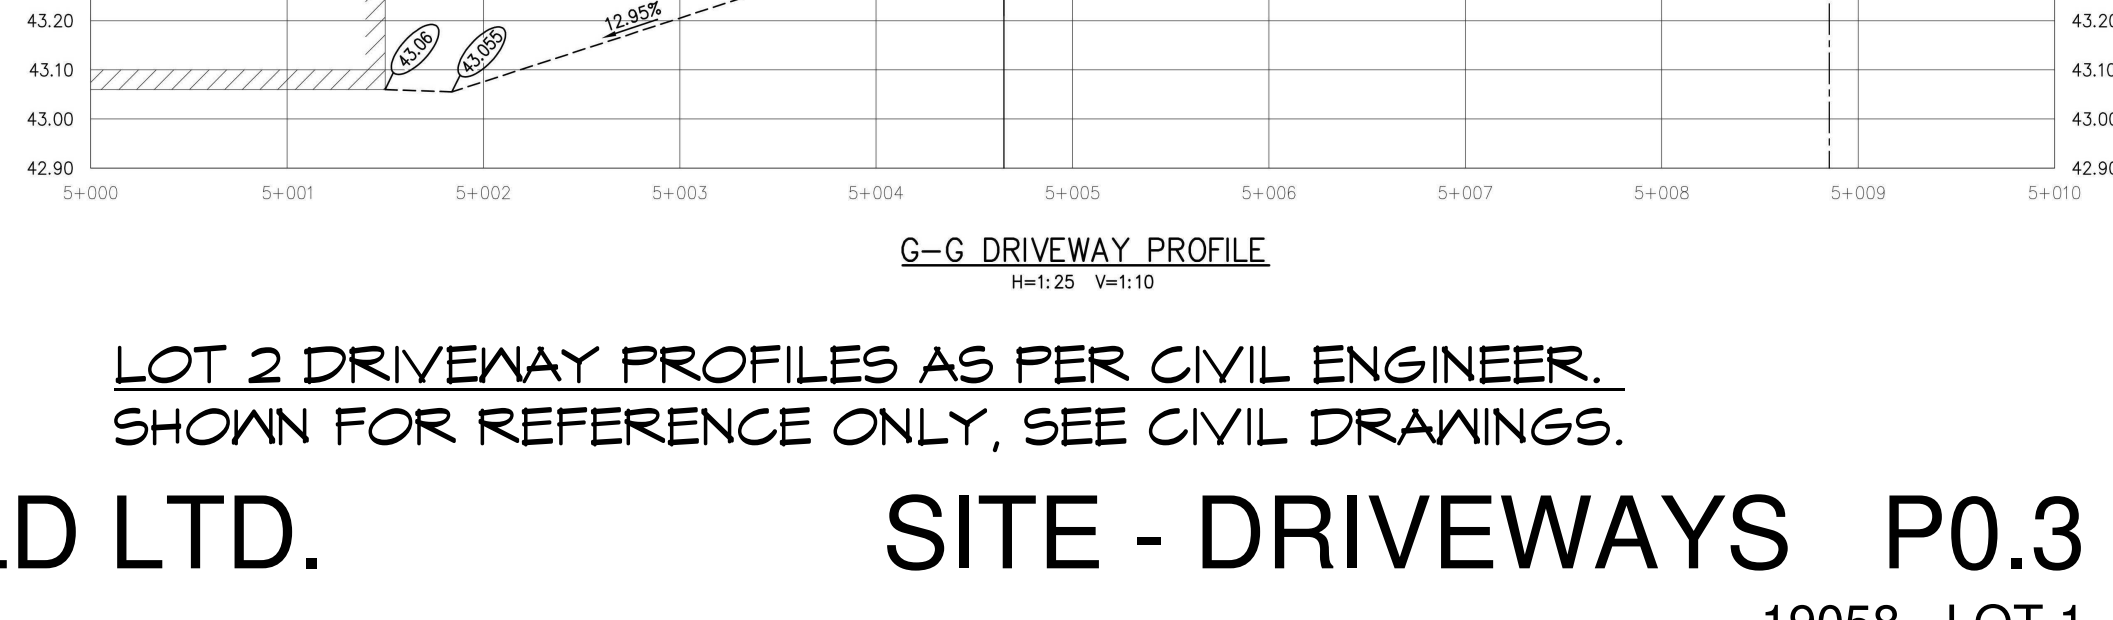 43.20 12.95% 43.20
43.06 43.055
43.10 43.10
43.00 43.00
42.90 42.90
5+000 5+001 5+002 5+003 5+004 5+005 5+006 5+007 5+008 5+009 5+010
G-G DRIVEWAY PROFILE
H=1:25 V=1:10
LOT 2 DRIVEWAY PROFILES AS PER CIVIL ENGINEER.
SHOWN FOR REFERENCE ONLY, SEE CIVIL DRAWINGS.
LTD. SITE - DRIVEWAYS P0.3
19058 LOT 1